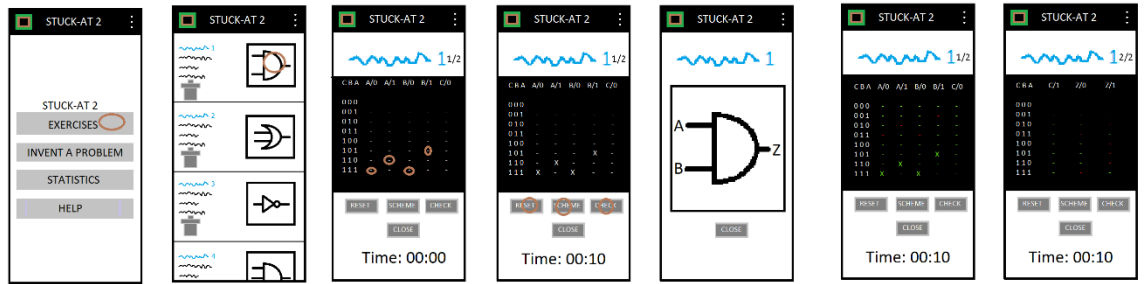 STUCK-AT 2
STUCK-AT 2
EXERCISES
INVENT A PROBLEM
STATISTICS
HELP
STUCK-AT 2
1
2
3
4
STUCK-AT 2
1 1/2
C B A A/0 A/1 B/0 B/1 C/0
000
001
010
011
100
101
110
111
RESET SCHEME CHECK
CLOSE
Time: 00:00
STUCK-AT 2
1 1/2
C B A A/0 A/1 B/0 B/1 C/0
000 - - - - -
001 - - - - -
010 - - - - -
011 - - - - -
100 - - - - -
101 - - - X -
110 - X - - -
111 X - X - -
RESET SCHEME CHECK
CLOSE
Time: 00:10
STUCK-AT 2
1
A
B
Z
CLOSE
STUCK-AT 2
1 1/2
C B A A/0 A/1 B/0 B/1 C/0
000 - - - - -
001 - - - - -
010 - - - - -
011 - - - - -
100 - - - - -
101 - - - X -
110 - X - - -
111 X - X - -
RESET SCHEME CHECK
CLOSE
Time: 00:10
STUCK-AT 2
1 2/2
C B A C/1 Z/0 Z/1
000 - - -
001 - - -
010 - - -
011 - - -
100 - - -
101 - - -
110 - - -
111 - - -
RESET SCHEME CHECK
CLOSE
Time: 00:10